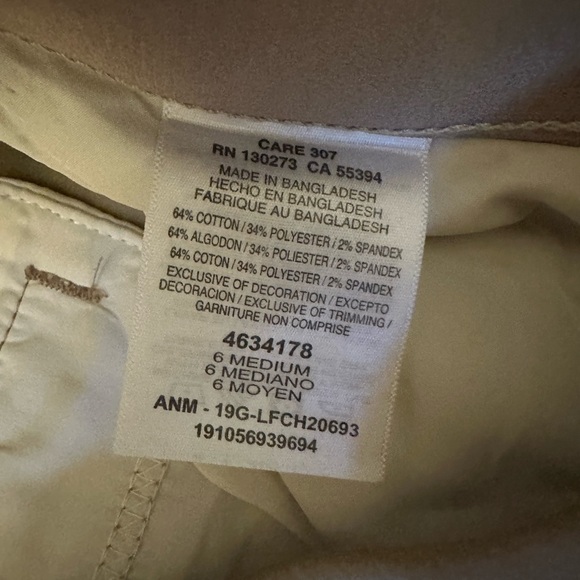 CARE 307
RN 130273 CA 55394
MADE IN BANGLADESH
HECHO EN BANGLADESH
FABRIQUE AU BANGLADESH
64% COTTON / 34% POLYESTER / 2% SPANDEX
64% ALGODON / 34% POLIESTER / 2% SPANDEX
64% COTON / 34% POLYESTER / 2% SPANDEX
EXCLUSIVE OF DECORATION / EXCEPTO
DECORACION / EXCLUSIVE OF TRIMMING /
GARNITURE NON COMPRISE
4634178
6 MEDIUM
6 MEDIANO
6 MOYEN
ANM - 19G-LFCH20693
191056939694